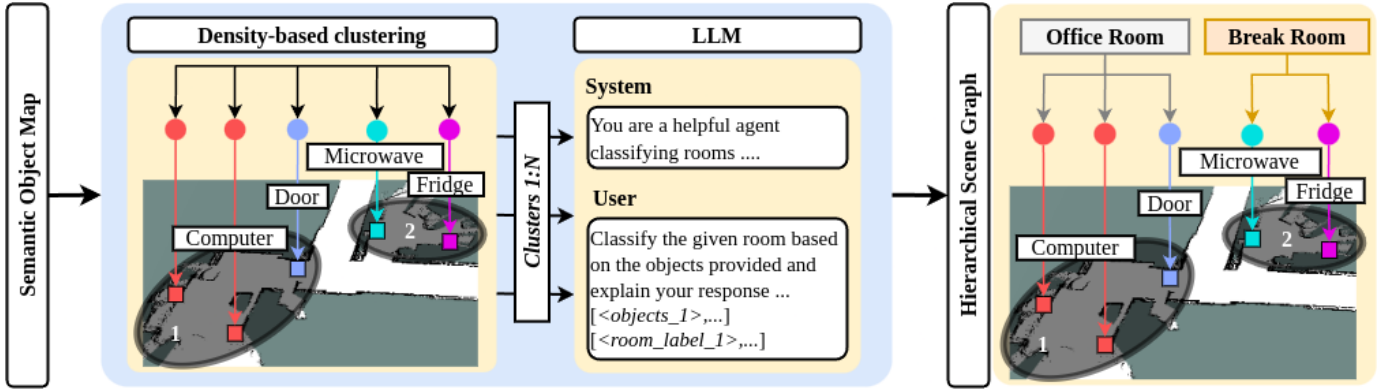 Semantic Object Map
Density-based clustering
Microwave
Fridge
Door
Computer
1
2
Clusters 1:N
LLM
System
You are a helpful agent
classifying rooms ....
User
Classify the given room based
on the objects provided and
explain your response ...
[<objects_1>,...]
[<room_label_1>,...]
Hierarchical Scene Graph
Office Room
Break Room
Microwave
Fridge
Door
Computer
1
2